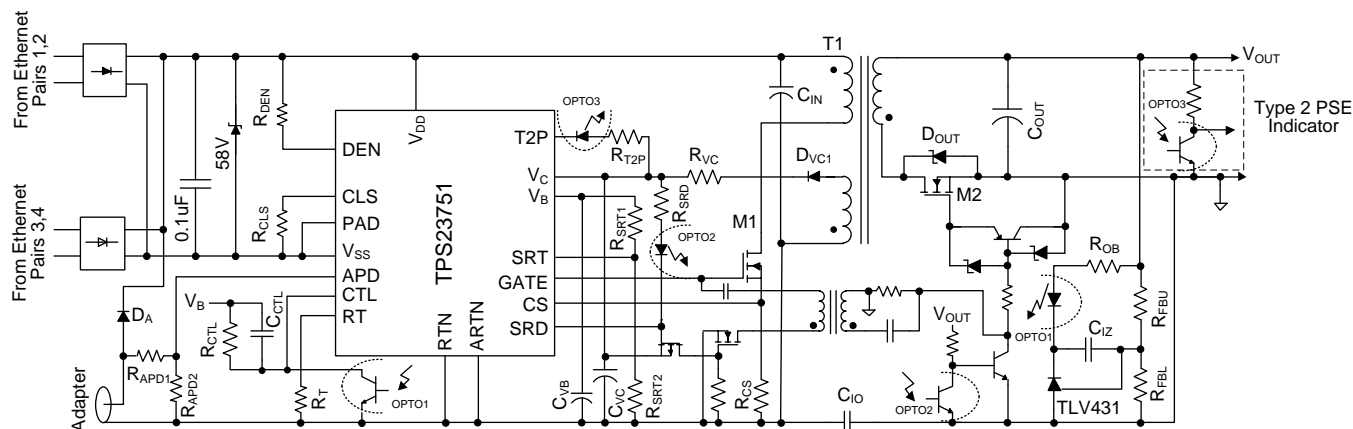 From Ethernet
Pairs 1,2
From Ethernet
Pairs 3,4
Adapter
0.1uF
58V
RDEN
RCLS
DA
RAPD1
RAPD2
VB
RCTL
CCTL
RT
OPTO1
TPS23751
VDD
DEN
CLS
PAD
VSS
APD
CTL
RT
RTN
ARTN
T2P
VC
VB
SRT
GATE
CS
SRD
OPTO3
RT2P
RVC
DVC1
RSRD
RSRT1
OPTO2
M1
CVB
CVC
RSRT2
RCS
CIN
T1
CIO
COUT
DOUT
M2
VOUT
OPTO2
ROB
OPTO1
CIZ
TLV431
RFBU
RFBL
VOUT
OPTO3
Type 2 PSE
Indicator